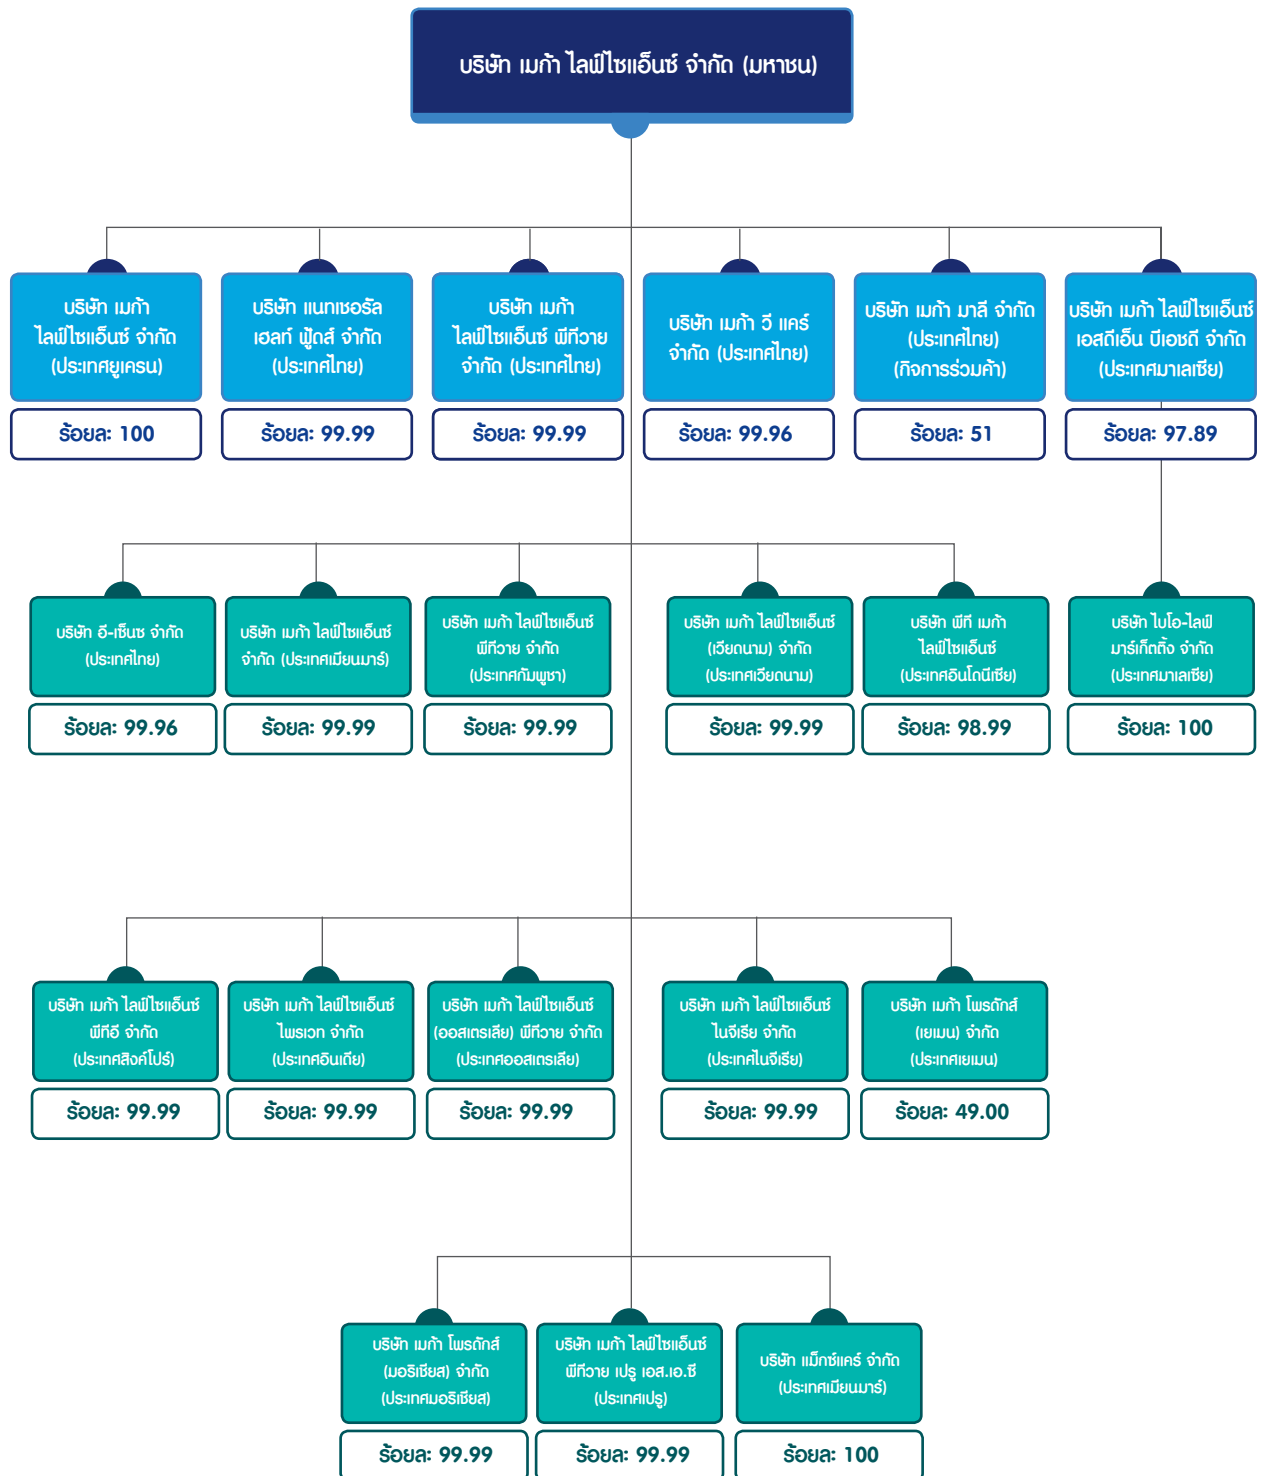 บริษัท เมก้า ไลฟ์ไซแอ็นซ์ จำกัด (มหาชน)
บริษัท เมก้า
ไลฟ์ไซแอ็นซ์ จำกัด
(ประเทศยูเครน)
ร้อยละ: 100
บริษัท แนทเชอรัล
เฮลท์ ฟู้ดส์ จำกัด
(ประเทศไทย)
ร้อยละ: 99.99
บริษัท เมก้า
ไลฟ์ไซแอ็นซ์ พีทีวาย
จำกัด (ประเทศไทย)
ร้อยละ: 99.99
บริษัท เมก้า วี แคร์
จำกัด (ประเทศไทย)
ร้อยละ: 99.96
บริษัท เมก้า มาลี จำกัด
(ประเทศไทย)
(กิจการร่วมค้า)
ร้อยละ: 51
บริษัท เมก้า ไลฟ์ไซแอ็นซ์
เอสดีเอ็น บีเอชดี จำกัด
(ประเทศมาเลเซีย)
ร้อยละ: 97.89
บริษัท อี-เซ็นซ จำกัด
(ประเทศไทย)
ร้อยละ: 99.96
บริษัท เมก้า ไลฟ์ไซแอ็นซ์
จำกัด (ประเทศเมียนมาร์)
ร้อยละ: 99.99
บริษัท เมก้า ไลฟ์ไซแอ็นซ์
พีทีวาย จำกัด
(ประเทศกัมพูชา)
ร้อยละ: 99.99
บริษัท เมก้า ไลฟ์ไซแอ็นซ์
(เวียดนาม) จำกัด
(ประเทศเวียดนาม)
ร้อยละ: 99.99
บริษัท พีที เมก้า
ไลฟ์ไซแอ็นซ์
(ประเทศอินโดนีเซีย)
ร้อยละ: 98.99
บริษัท ไบโอ-ไลฟ์
มาร์เก็ตติ้ง จำกัด
(ประเทศมาเลเซีย)
ร้อยละ: 100
บริษัท เมก้า ไลฟ์ไซแอ็นซ์
พีทีอี จำกัด
(ประเทศสิงค์โปร์)
ร้อยละ: 99.99
บริษัท เมก้า ไลฟ์ไซแอ็นซ์
ไพรเวท จำกัด
(ประเทศอินเดีย)
ร้อยละ: 99.99
บริษัท เมก้า ไลฟ์ไซแอ็นซ์
(ออสเตรเลีย) พีทีวาย จำกัด
(ประเทศออสเตรเลีย)
ร้อยละ: 99.99
บริษัท เมก้า ไลฟ์ไซแอ็นซ์
ไนจีเรีย จำกัด
(ประเทศไนจีเรีย)
ร้อยละ: 99.99
บริษัท เมก้า โพรดักส์
(เยเมน) จำกัด
(ประเทศเยเมน)
ร้อยละ: 49.00
บริษัท เมก้า โพรดักส์
(มอริเชียส) จำกัด
(ประเทศมอริเชียส)
ร้อยละ: 99.99
บริษัท เมก้า ไลฟ์ไซแอ็นซ์
พีทีวาย เปรู เอส.เอ.ซี
(ประเทศเปรู)
ร้อยละ: 99.99
บริษัท แม็กซ์แคร์ จำกัด
(ประเทศเมียนมาร์)
ร้อยละ: 100